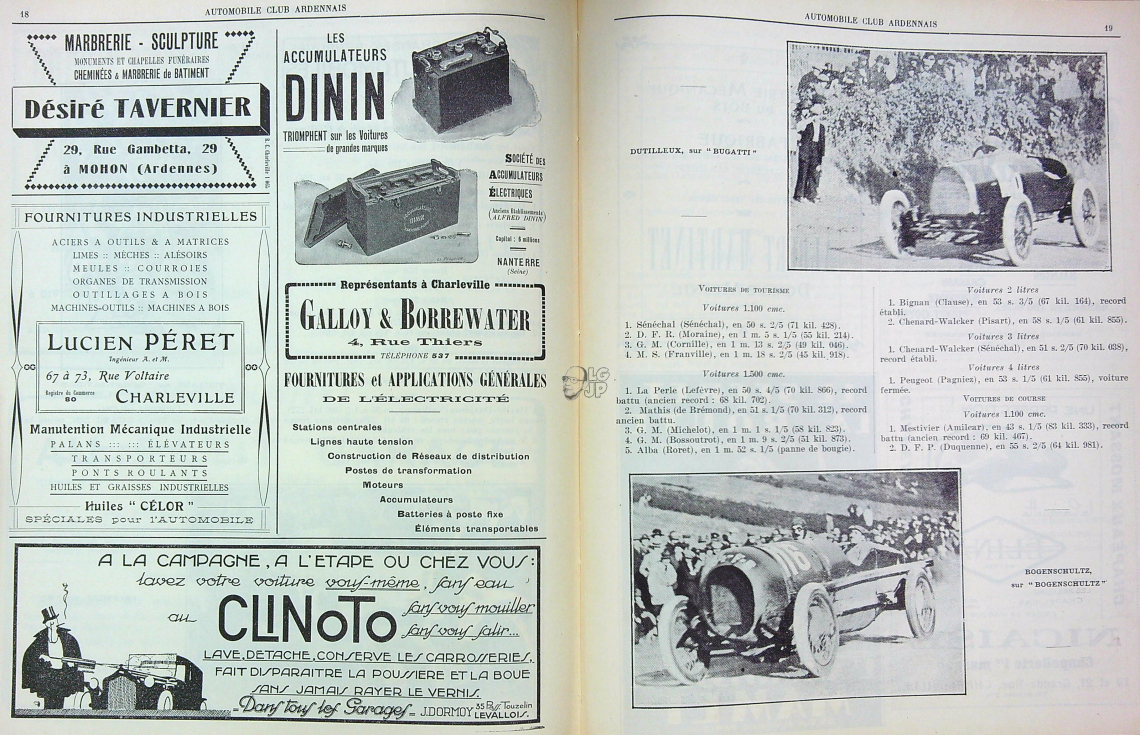 18
AUTOMOBILE CLUB ARDENNAIS
MARBRERIE - SCULPTURE
MONUMENTS ET CHAPELLES FUNÉRAIRES
CHEMINÉES & MARBRERIE de BATIMENT
Désiré TAVERNIER
29, Rue Gambetta, 29
à MOHON (Ardennes)
FOURNITURES INDUSTRIELLES
ACIERS A OUTILS & A MATRICES
LIMES :: MÈCHES :: ALÉSOIRS
MEULES :: COURROIES
ORGANES DE TRANSMISSION
OUTILLAGES A BOIS
MACHINES-OUTILS :: MACHINES A BOIS
LUCIEN PÉRET
Ingénieur A. et M.
67 à 73, Rue Voltaire
Registre du Commerce
80
CHARLEVILLE
Manutention Mécanique Industrielle
PALANS ::: ::: ÉLÉVATEURS
TRANSPORTEURS
PONTS ROULANTS
HUILES ET GRAISSES INDUSTRIELLES
Huiles " CÉLOR "
SPÉCIALES pour l'AUTOMOBILE
LES
ACCUMULATEURS
DININ
TRIOMPHENT sur les Voitures
de grandes marques
SOCIÉTÉ DES
ACCUMULATEURS
ÉLECTRIQUES
(Anciens Etablissements)
ALFRED DININ)
Capital : 6 millions
NANTERRE
(Seine)
DININ
Représentants à Charleville
GALLOY & BORREWATER
4, Rue Thiers
TÉLÉPHONE 537
FOURNITURES et APPLICATIONS GÉNÉRALES
DE L'ÉLECTRICITÉ
Stations centrales
Lignes haute tension
Construction de Réseaux de distribution
Postes de transformation
Moteurs
Accumulateurs
Batteries à poste fixe
Éléments transportables
A LA CAMPAGNE, A L'ETAPE OU CHEZ VOUS :
lavez votre voiture vous-même, sans eau
au CLINOTO
sans vous mouiller
sans vous salir...
LAVE, DETACHE, CONSERVE LES CARROSSERIES,
FAIT DISPARAITRE LA POUSSIERE ET LA BOUE
SANS JAMAIS RAYER LE VERNIS.
- Dans tous les Garages -
J. DORMOY 35 Rue Touzelin
LEVALLOIS.
AUTOMOBILE CLUB ARDENNAIS
19
DUTILLEUX, sur " BUGATTI "
VOITURES DE TOURISME
Voitures 1.100 cmc.
1. Sénéchal (Sénéchal), en 50 s. 2/5 (71 kil. 428).
2. D. F. R. (Moraine), en 1 m. 5 s. 1/5 (55 kil. 214).
3. G. M. (Cornille), en 1 m. 13 s. 2/5 (49 kil. 046).
4. M. S. (Franville), en 1 m. 18 s. 2/5 (45 kil. 918).
Voitures 1.500 cmc.
1. La Perle (Lefèvre), en 50 s. 4/5 (70 kil. 866), record
battu (ancien record : 68 kil. 702).
2. Mathis (de Brémond), en 51 s. 1/5 (70 kil. 312), record
ancien battu.
3. G. M. (Michelot), en 1 m. 1 s. 1/5 (58 kil. 823).
4. G. M. (Bossoutrot), en 1 m. 9 s. 2/5 (51 kil. 873).
5. Alba (Roret), en 1 m. 52 s. 1/5 (panne de bougie).
Voitures 2 litres
1. Bignan (Clause), en 53 s. 3/5 (67 kil. 164), record
établi.
2. Chenard-Walcker (Pisart), en 58 s. 1/5 (61 kil. 855).
Voitures 3 litres
1. Chenard-Walcker (Sénéchal), en 51 s. 2/5 (70 kil. 038),
record établi.
Voitures 4 litres
1. Peugeot (Pagniez), en 53 s. 1/5 (61 kil. 855), voiture
fermée.
VOITURES DE COURSE
Voitures 1.100 cmc.
1. Mestivier (Amilcar), en 43 s. 1/5 (83 kil. 333), record
battu (ancien record : 69 kil. 467).
2. D. F. P. (Duquenne), en 55 s. 2/5 (64 kil. 981).
BOGENSCHULTZ,
sur " BOGENSCHULTZ "
LG
JP